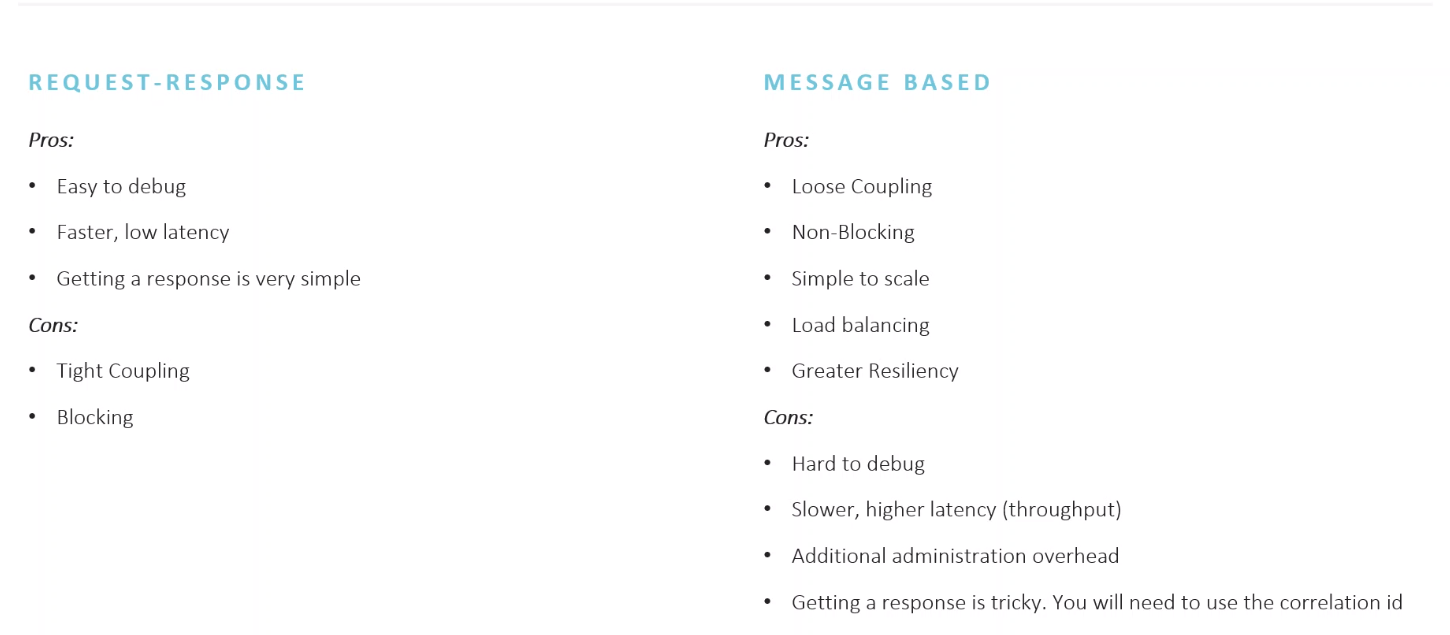 REQUEST-RESPONSE
Pros:
• Easy to debug
• Faster, low latency
• Getting a response is very simple
Cons:
• Tight Coupling
• Blocking
MESSAGE BASED
Pros:
• Loose Coupling
• Non-Blocking
• Simple to scale
• Load balancing
• Greater Resiliency
Cons:
• Hard to debug
• Slower, higher latency (throughput)
• Additional administration overhead
• Getting a response is tricky. You will need to use the correlation id